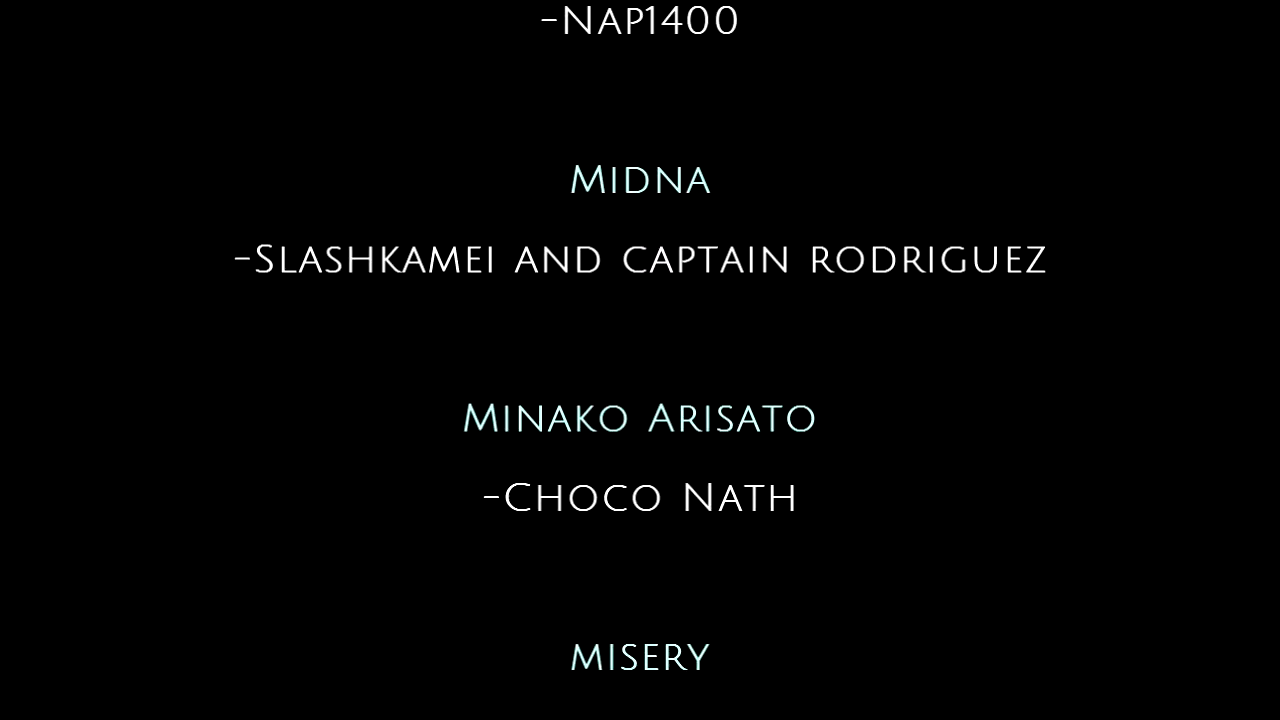 -Nap1400
Midna
-Slashkamei and captain rodriguez
Minako Arisato
-Choco Nath
misery